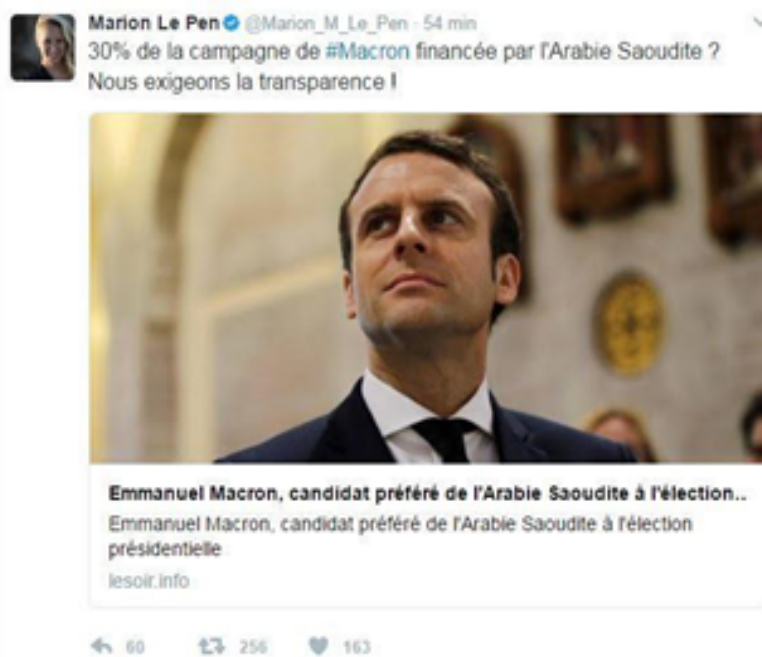 Marion Le Pen @Marion_M_Le_Pen · 54 min
30% de la campagne de #Macron financée par l'Arabie Saoudite ?
Nous exigeons la transparence !
Emmanuel Macron, candidat préféré de l'Arabie Saoudite à l'élection..
Emmanuel Macron, candidat préféré de l'Arabie Saoudite à l'élection
présidentielle
lesoir.info
60 256 163